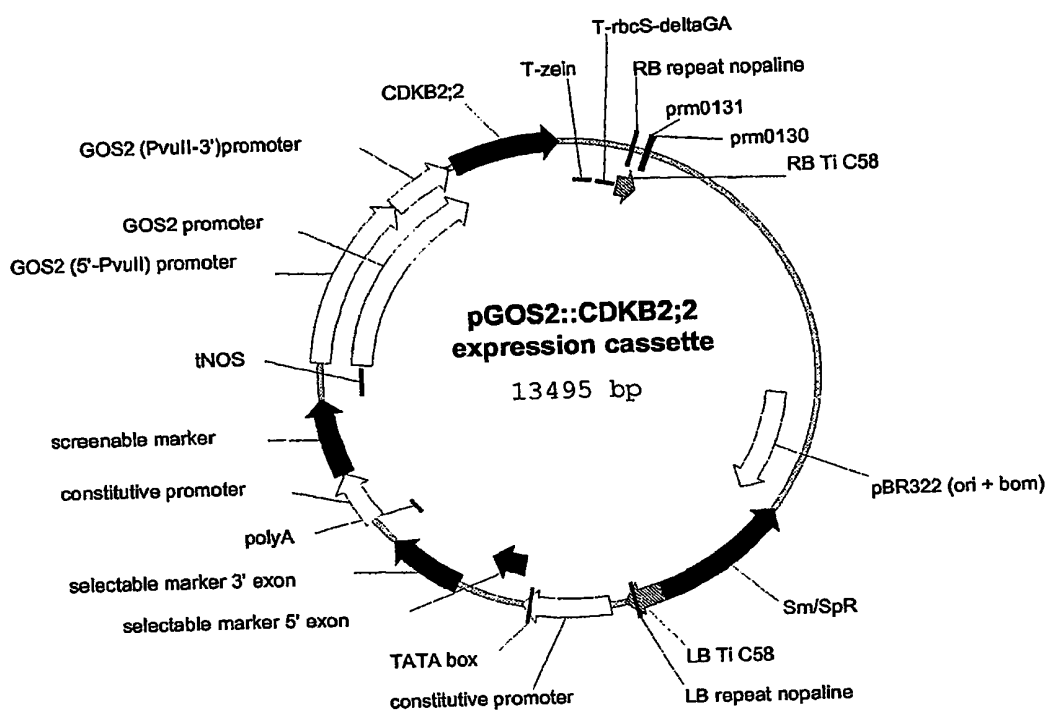 T-rbcS-deltaGA
T-zein
RB repeat nopaline
CDKB2;2
prm0131
prm0130
GOS2 (PvuII-3')promoter
RB Ti C58
GOS2 promoter
GOS2 (5'-PvuII) promoter
pGOS2::CDKB2;2
expression cassette
13495 bp
tNOS
screenable marker
constitutive promoter
pBR322 (ori + bom)
polyA
selectable marker 3' exon
selectable marker 5' exon
Sm/SpR
TATA box
LB Ti C58
constitutive promoter
LB repeat nopaline